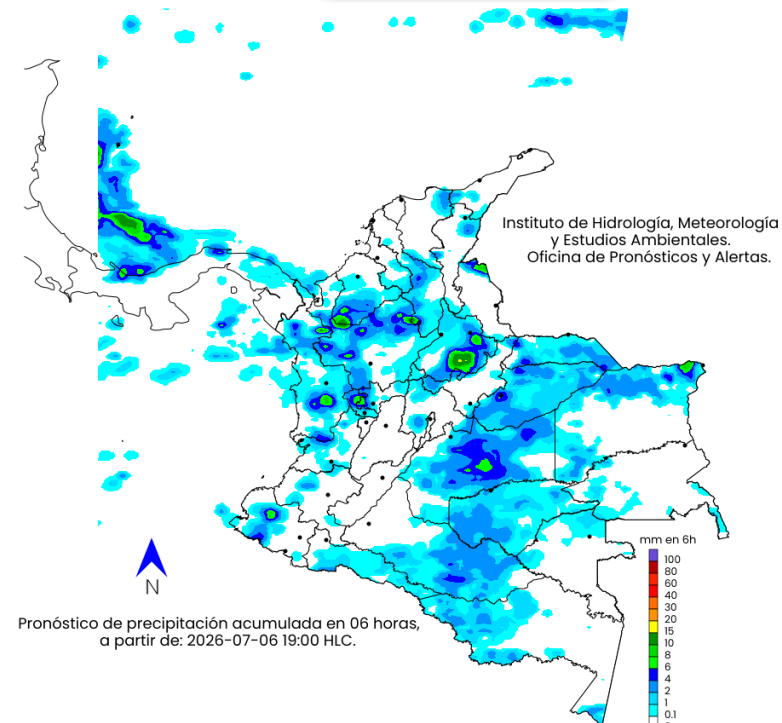 Instituto de Hidrología, Meteorología
y Estudios Ambientales.
Oficina de Pronósticos y Alertas.
mm en 6h
100
80
60
40
30
20
15
10
8
6
4
2
1
0.1
N
Pronóstico de precipitación acumulada en 06 horas,
a partir de: 2026-07-06 19:00 HLC.